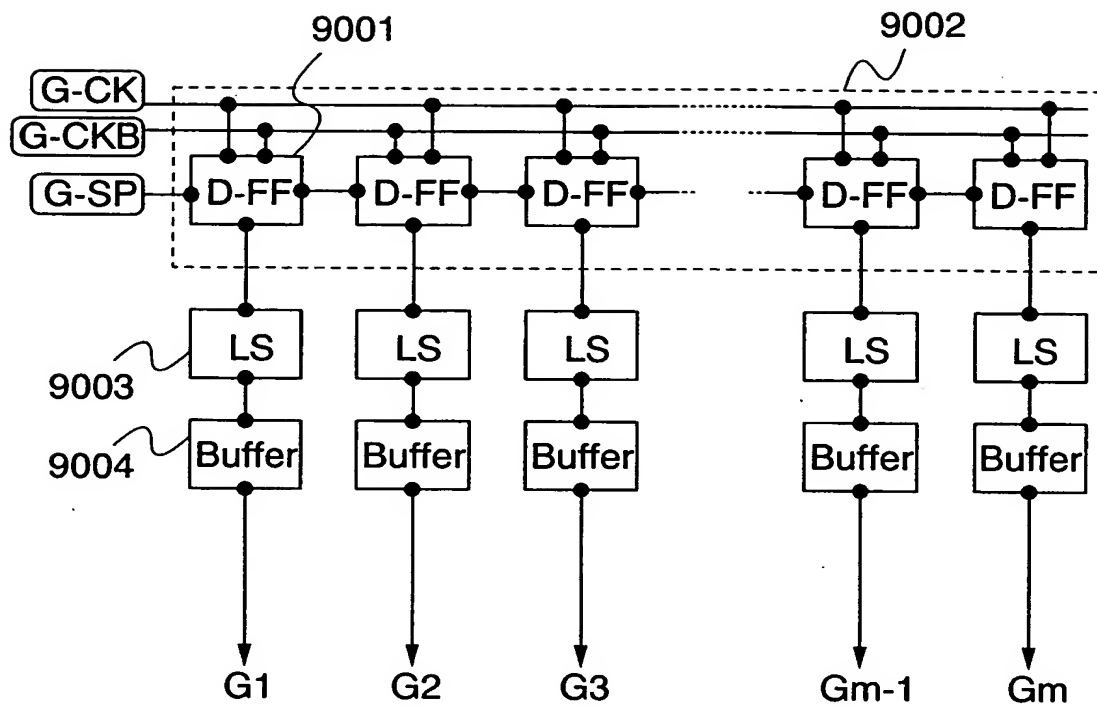 9001 9002
G-CK
G-CKB
G-SP D-FF D-FF D-FF D-FF D-FF
9003 LS LS LS LS LS
9004 Buffer Buffer Buffer Buffer Buffer
G1 G2 G3 Gm-1 Gm